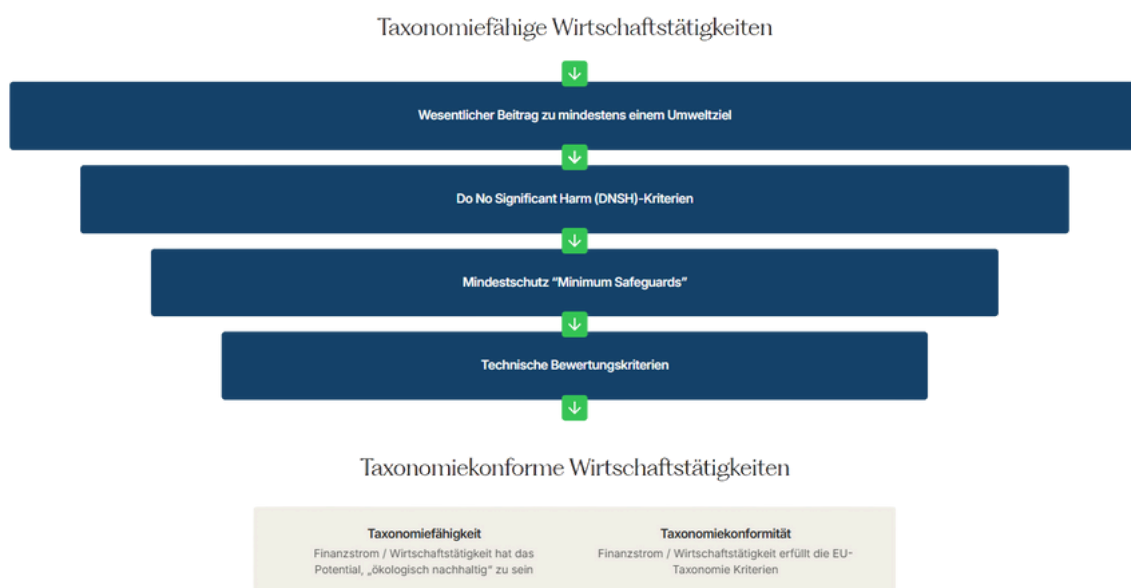 Taxonomiefähige Wirtschaftstätigkeiten
Wesentlicher Beitrag zu mindestens einem Umweltziel
Do No Significant Harm (DNSH)-Kriterien
Mindestschutz “Minimum Safeguards”
Technische Bewertungskriterien
Taxonomiekonforme Wirtschaftstätigkeiten
Taxonomiefähigkeit
Finanzstrom / Wirtschaftstätigkeit hat das
Potential, „ökologisch nachhaltig“ zu sein
Taxonomiekonformität
Finanzstrom / Wirtschaftstätigkeit erfüllt die EU-
Taxonomie Kriterien